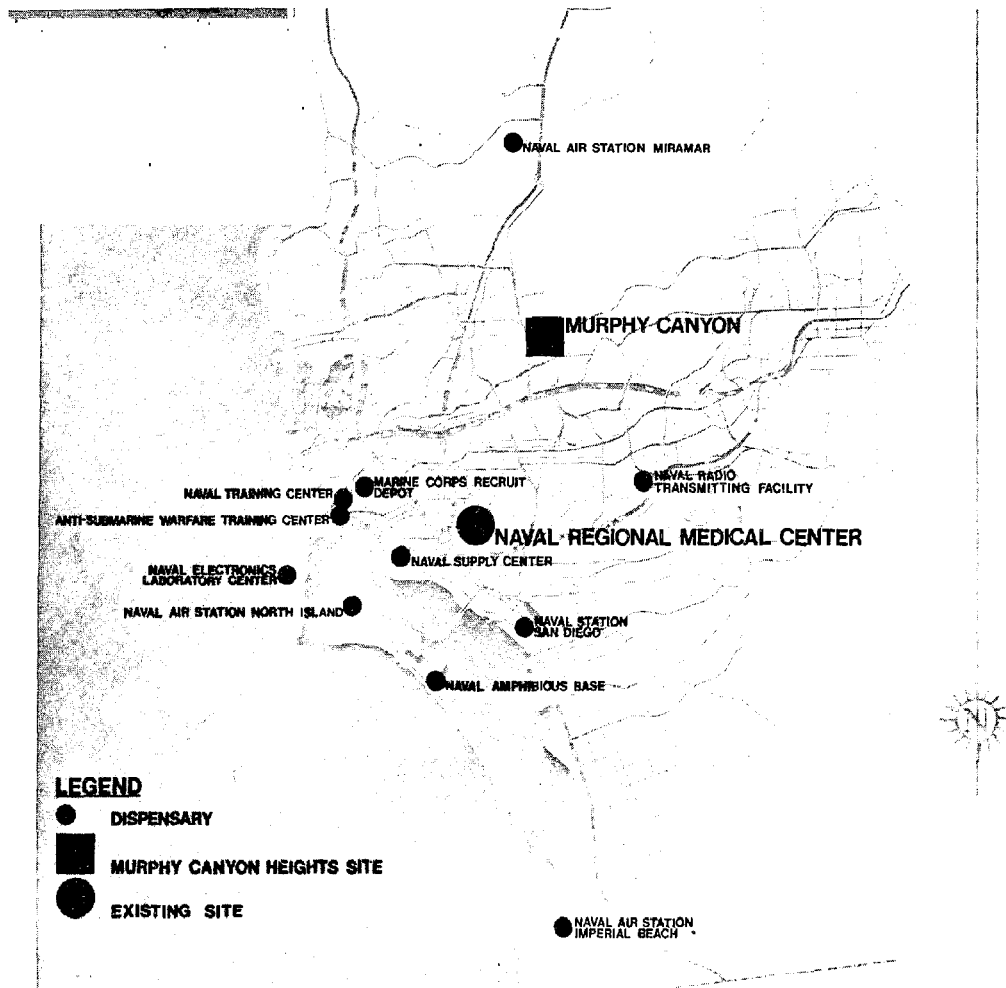 NAVAL AIR STATION MIRAMAR
MURPHY CANYON
NAVAL RADIO
TRANSMITTING FACILITY
MARINE CORPS RECRUIT
DEPOT
NAVAL TRAINING CENTER
ANTI-SUBMARINE WARFARE TRAINING CENTER
NAVAL REGIONAL MEDICAL CENTER
NAVAL SUPPLY CENTER
NAVAL ELECTRONICS
LABORATORY CENTER
NAVAL AIR STATION NORTH ISLAND
NAVAL STATION
SAN DIEGO
NAVAL AMPHIBIOUS BASE
N
LEGEND
DISPENSARY
MURPHY CANYON HEIGHTS SITE
EXISTING SITE
NAVAL AIR STATION
IMPERIAL BEACH